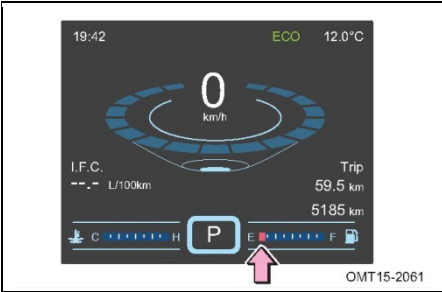 19:42 ECO 12.0°C
0
km/h
I.F.C. Trip
--.- L/100km 59.5 km
5185 km
C H P E F
OMT15-2061